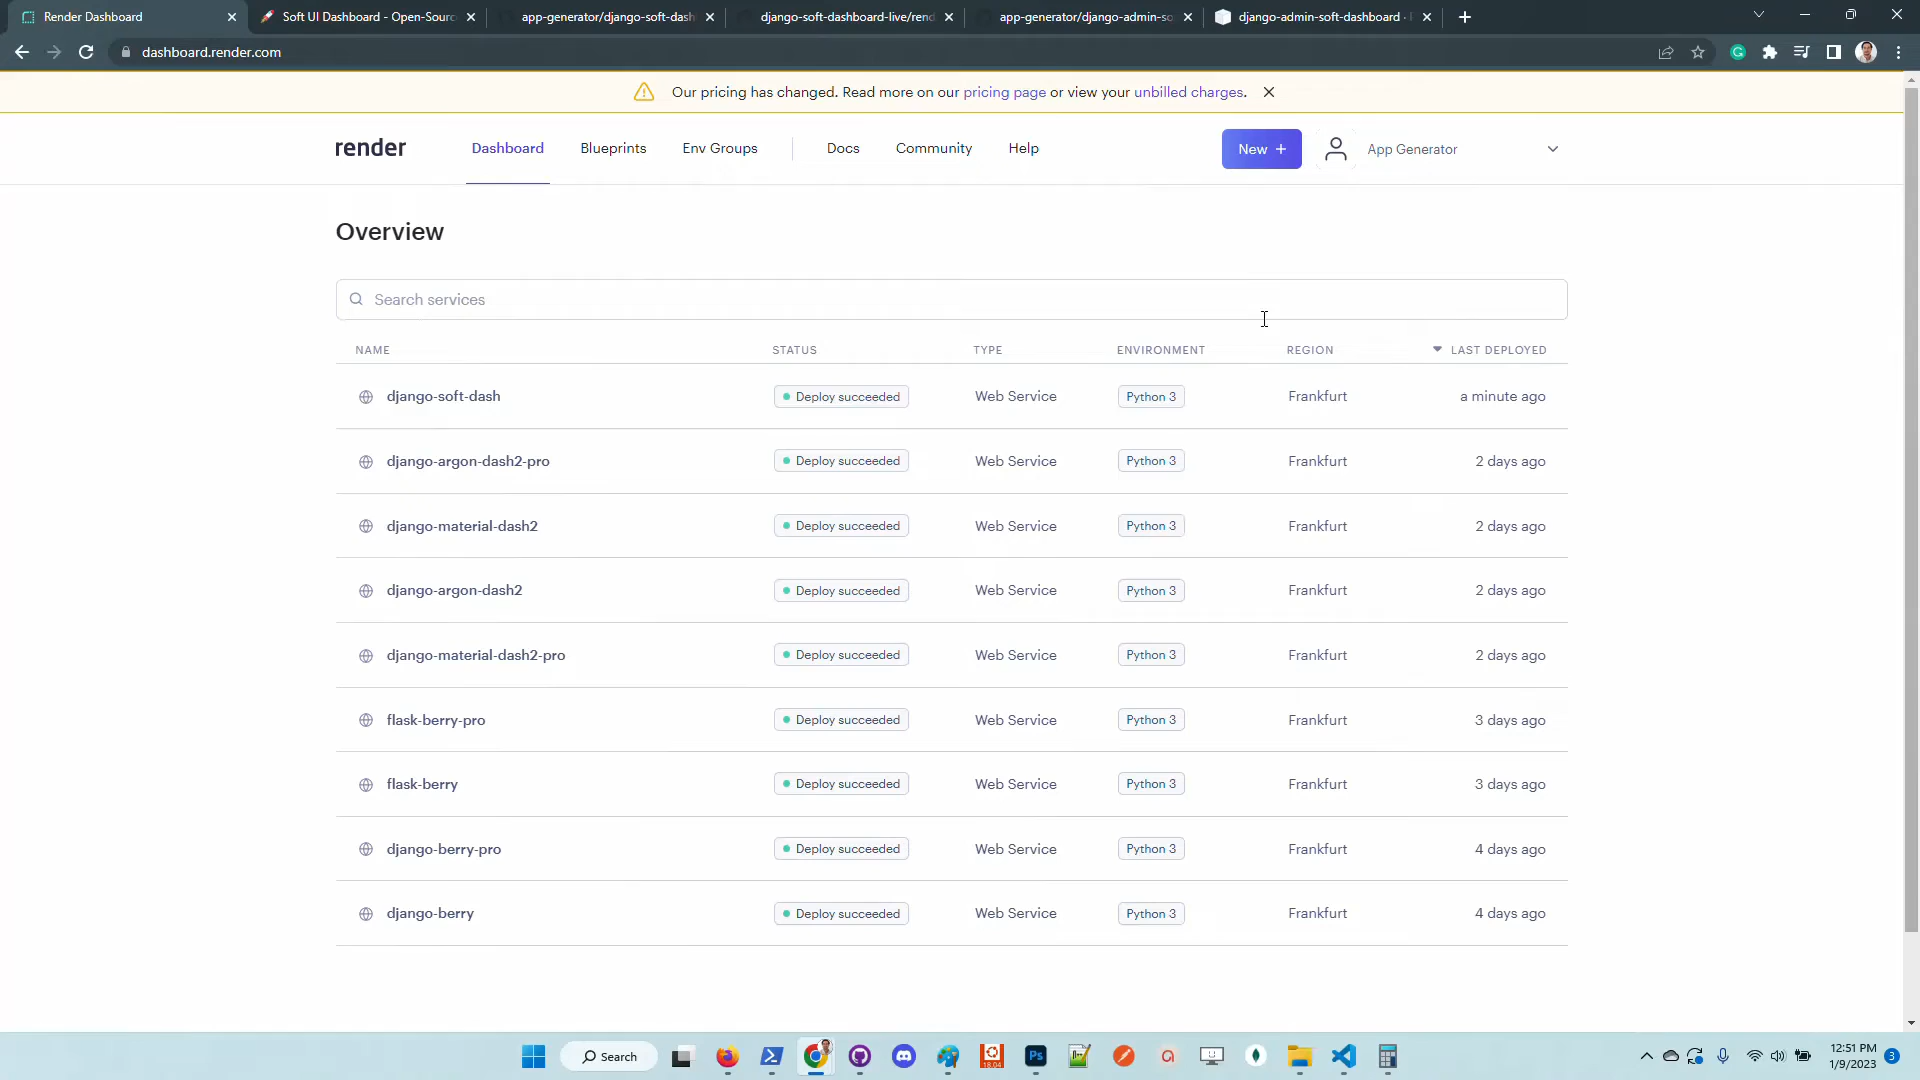 Render Dashboard
Soft UI Dashboard - Open-Sourc
app-generator/django-soft-dash
django-soft-dashboard-live/rend
app-generator/django-admin-so
django-admin-soft-dashboard ·
dashboard.render.com
Our pricing has changed. Read more on our pricing page or view your unbilled charges.
render
Dashboard
Blueprints
Env Groups
Docs
Community
Help
New +
App Generator
Overview
Search services
NAME STATUS TYPE ENVIRONMENT REGION LAST DEPLOYED
django-soft-dash Deploy succeeded Web Service Python 3 Frankfurt a minute ago
django-argon-dash2-pro Deploy succeeded Web Service Python 3 Frankfurt 2 days ago
django-material-dash2 Deploy succeeded Web Service Python 3 Frankfurt 2 days ago
django-argon-dash2 Deploy succeeded Web Service Python 3 Frankfurt 2 days ago
django-material-dash2-pro Deploy succeeded Web Service Python 3 Frankfurt 2 days ago
flask-berry-pro Deploy succeeded Web Service Python 3 Frankfurt 3 days ago
flask-berry Deploy succeeded Web Service Python 3 Frankfurt 3 days ago
django-berry-pro Deploy succeeded Web Service Python 3 Frankfurt 4 days ago
django-berry Deploy succeeded Web Service Python 3 Frankfurt 4 days ago
Search
Ps
18.04
12:51 PM
1/9/2023
3